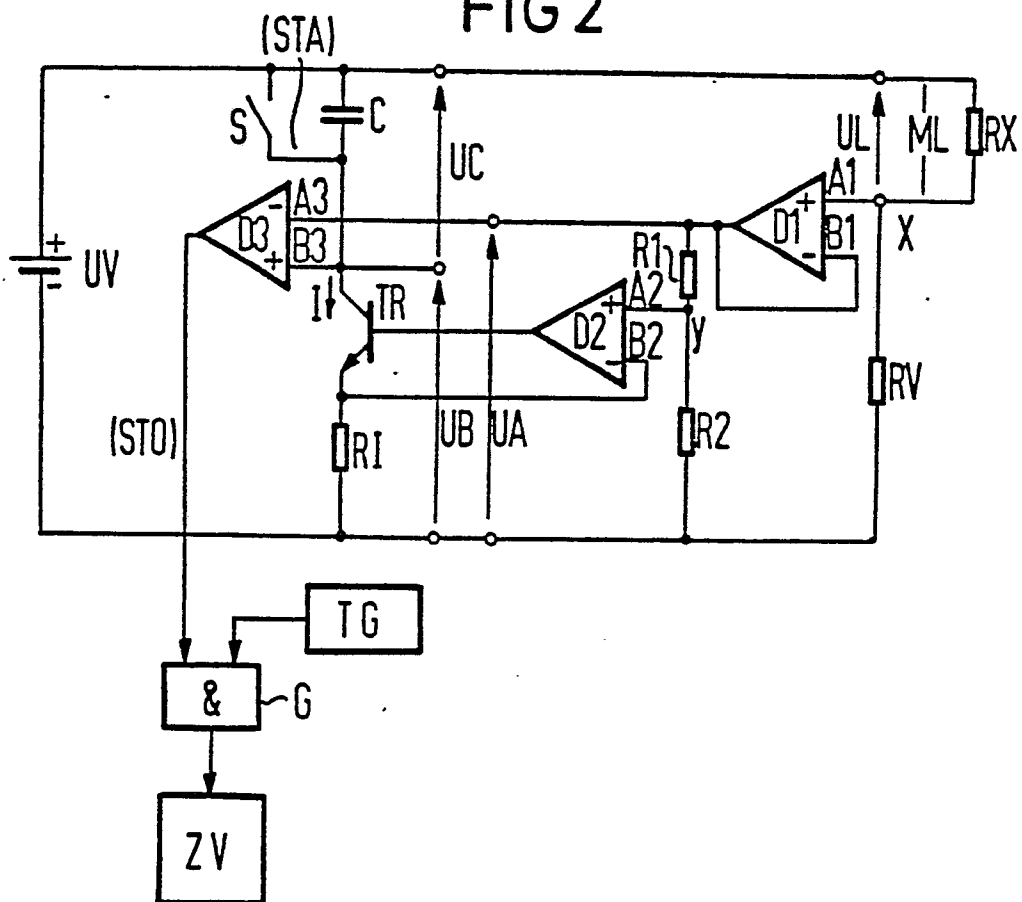 FIG 2
(STA)
S
C
UC
UL
ML
RX
A1
+
D1
B1
-
X
A3
-
D3
B3
+
+
UV
-
I
TR
R1
A2
+
D2
B2
-
y
RV
(STO)
RI
UB
UA
R2
TG
&
G
ZV